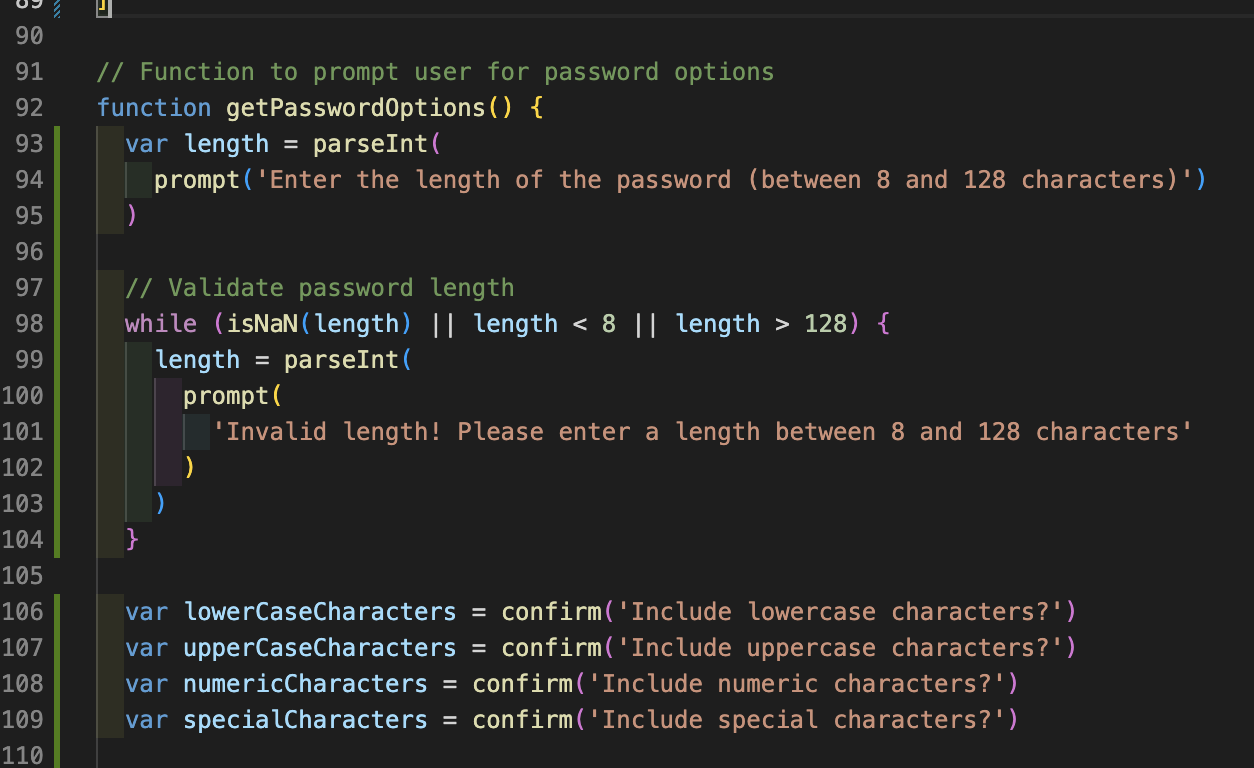 89 ]
90
91 // Function to prompt user for password options
92 function getPasswordOptions() {
93 var length = parseInt(
94 prompt('Enter the length of the password (between 8 and 128 characters)')
95 )
96
97 // Validate password length
98 while (isNaN(length) || length < 8 || length > 128) {
99 length = parseInt(
100 prompt(
101 'Invalid length! Please enter a length between 8 and 128 characters'
102 )
103 )
104 }
105
106 var lowerCaseCharacters = confirm('Include lowercase characters?')
107 var upperCaseCharacters = confirm('Include uppercase characters?')
108 var numericCharacters = confirm('Include numeric characters?')
109 var specialCharacters = confirm('Include special characters?')
110